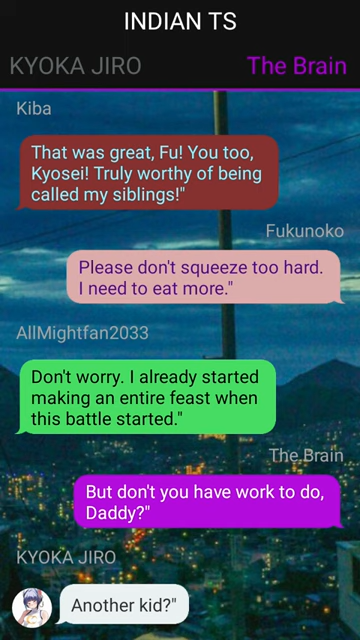 INDIAN TS
KYOKA JIRO
The Brain
Kiba
That was great, Fu! You too,
Kyosei! Truly worthy of being
called my siblings!"
Fukunoko
Please don't squeeze too hard.
I need to eat more."
AllMightfan2033
Don't worry. I already started
making an entire feast when
this battle started."
The Brain
But don't you have work to do,
Daddy?"
KYOKA JIRO
Another kid?"